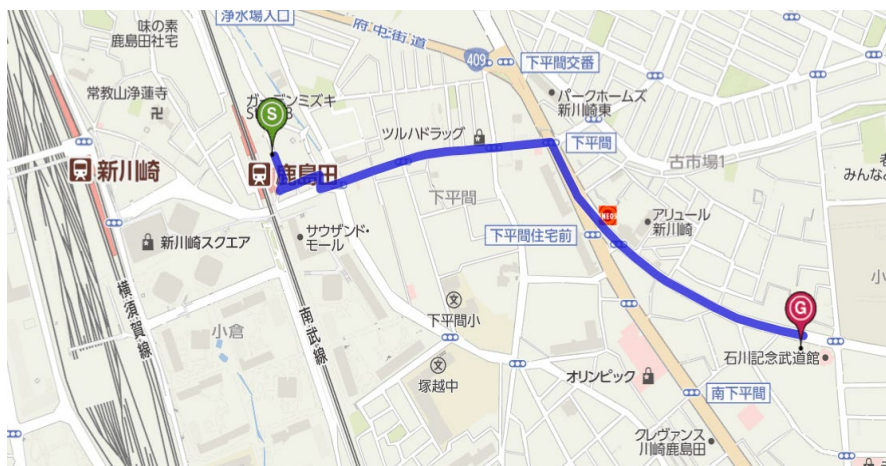 浄水場入口
味の素
鹿島田社宅
府中街道
409
下平間交番
常教山浄蓮寺
卍
S
パークホームズ
新川崎東
ツルハドラッグ
下平間
新川崎
鹿島田
古市場1
下平間
下平間住宅前
アリュール
新川崎
新川崎スクエア
サウザンド・
モール
G
横須賀線
南武線
小倉
文
下平間小
文
塚越中
石川記念武道館
オリンピック
南下平間
クレヴァンス
川崎鹿島田